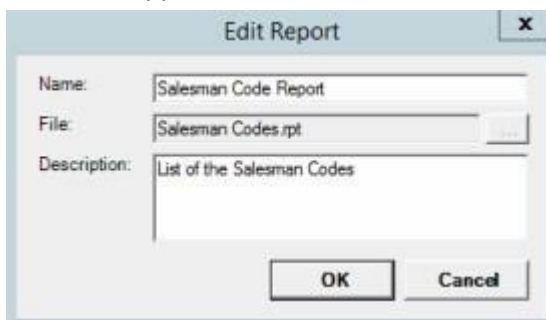 Edit Report
x
Name: Salesman Code Report
File: Salesman Codes.rpt ...
Description: List of the Salesman Codes
OK Cancel